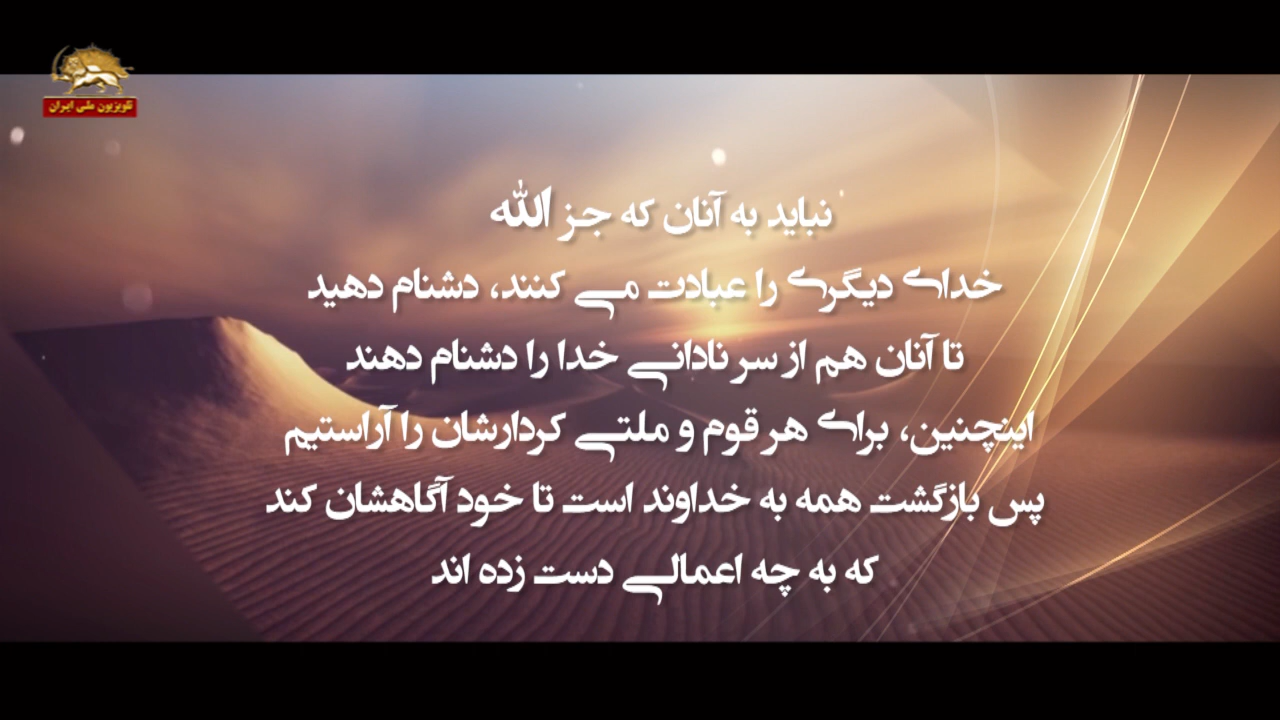 تلویزیون ملی ایران
نباید به آنان که جز الله
خدای دیگری را عبادت می کنند، دشنام دهید
تا آنان هم از سر نادانی خدا را دشنام دهند
اینچنین، برای هر قوم و ملتی کردارشان را آراستیم
پس بازگشت همه به خداوند است تا خود آگاهشان کند
که به چه اعمالی دست زده اند